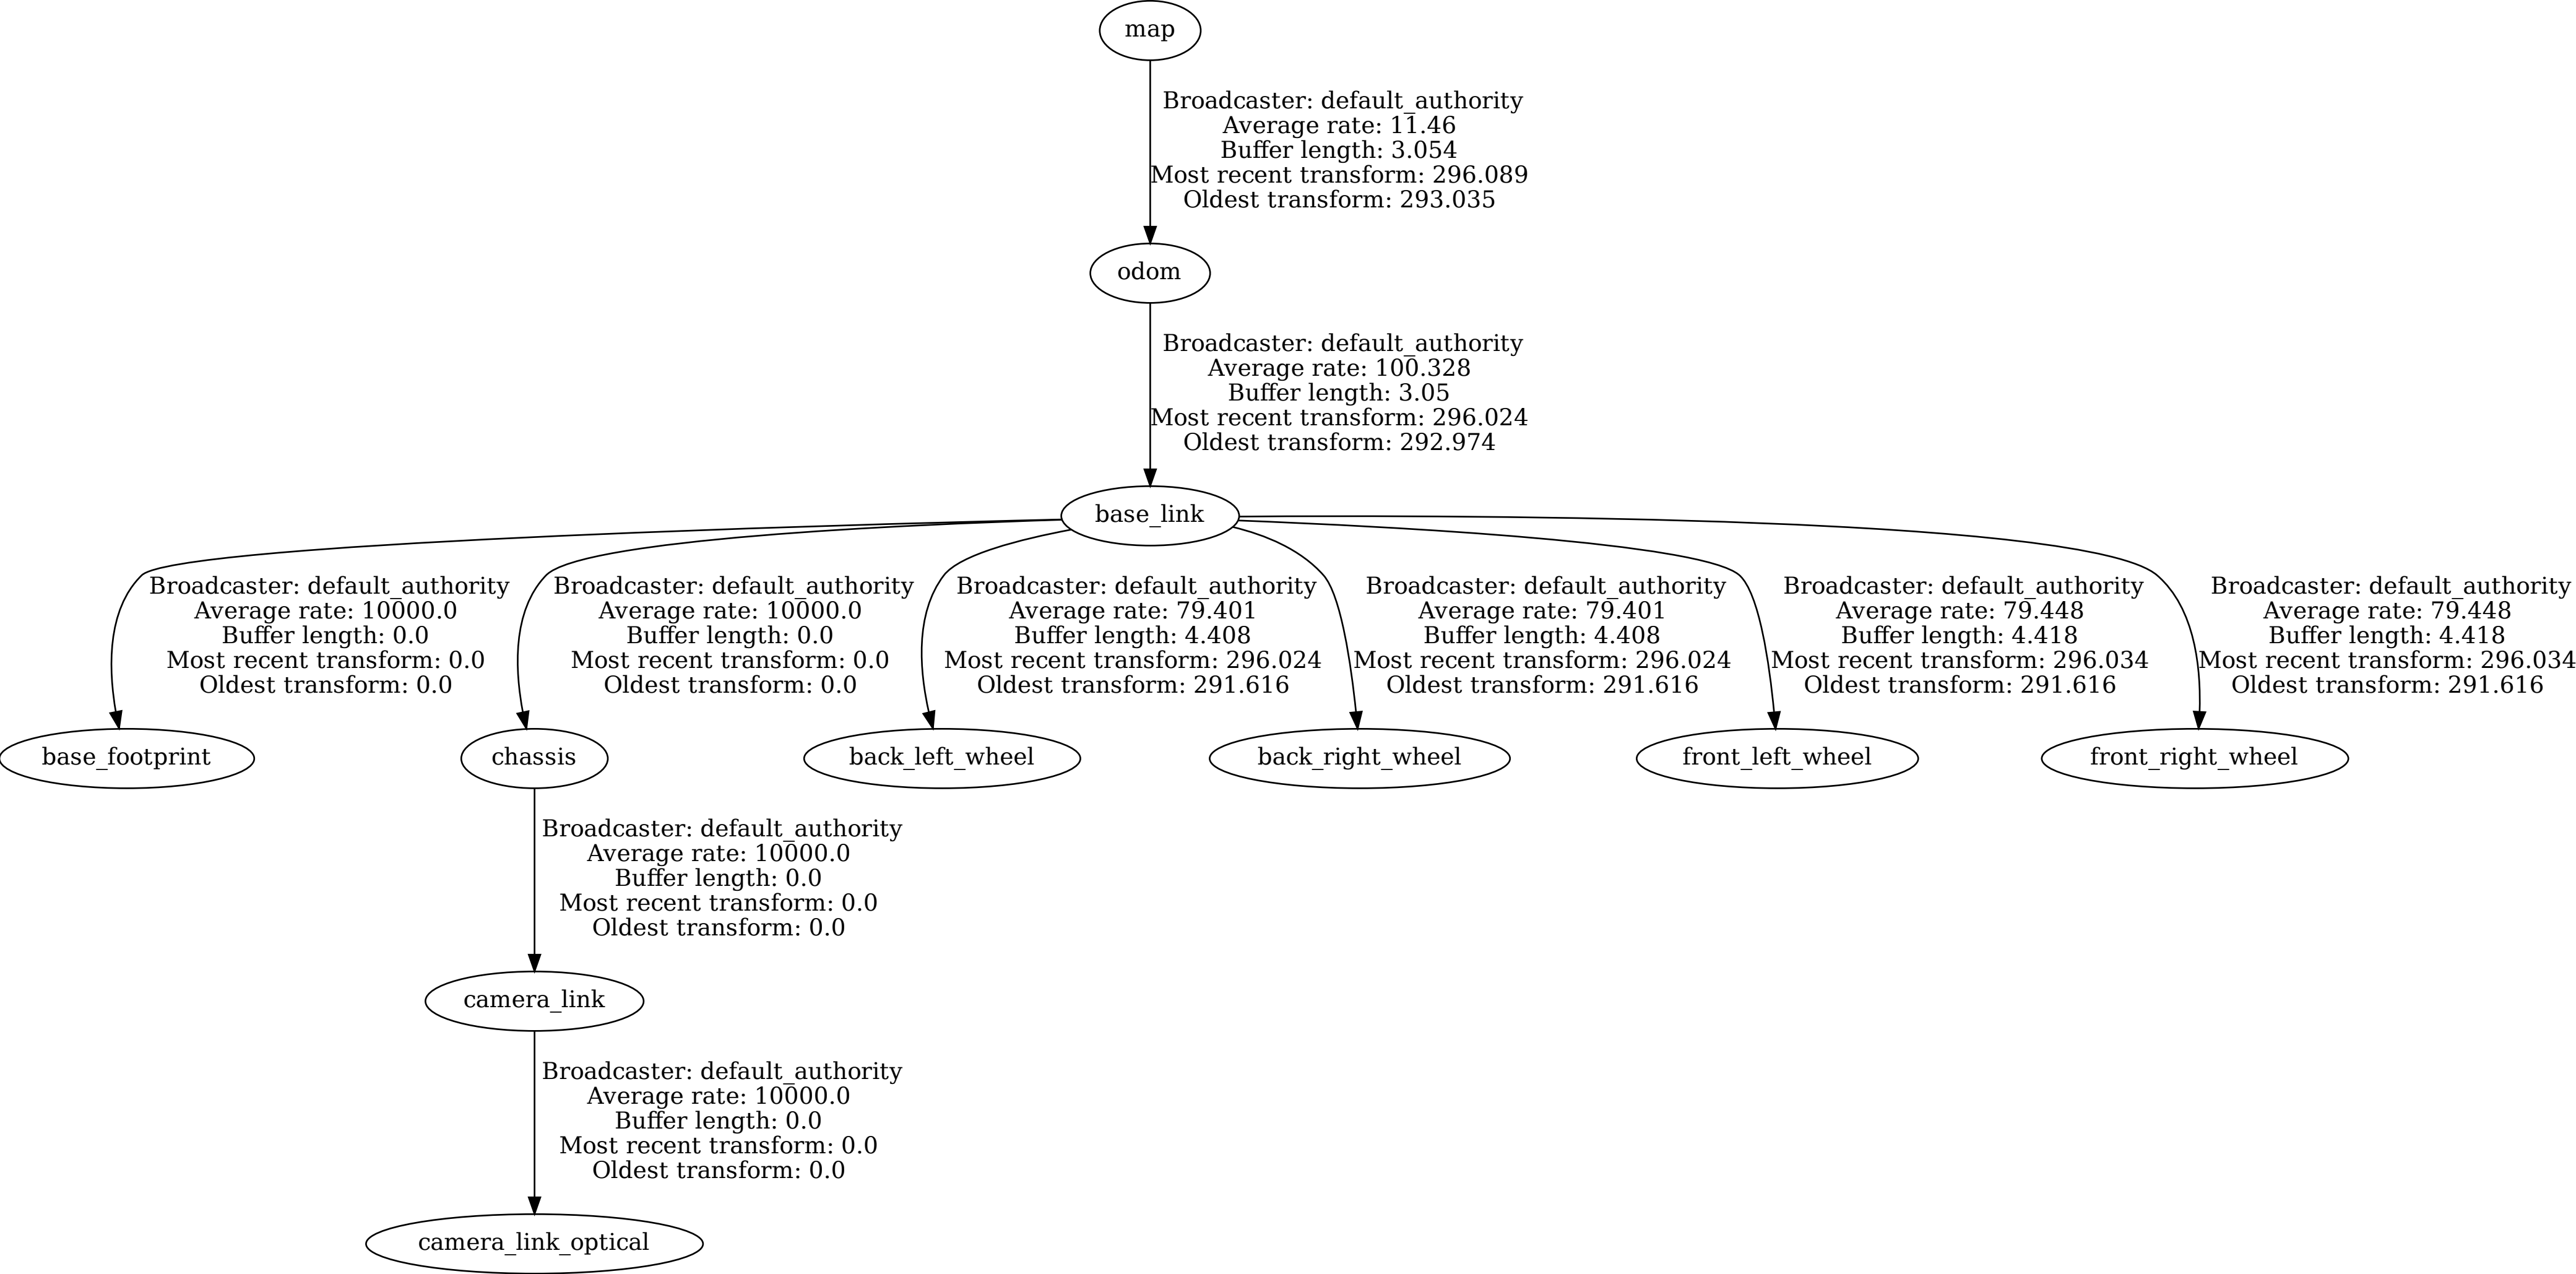 map
Broadcaster: default_authority
Average rate: 11.46
Buffer length: 3.054
Most recent transform: 296.089
Oldest transform: 293.035
odom
Broadcaster: default_authority
Average rate: 100.328
Buffer length: 3.05
Most recent transform: 296.024
Oldest transform: 292.974
base_link
Broadcaster: default_authority
Average rate: 10000.0
Buffer length: 0.0
Most recent transform: 0.0
Oldest transform: 0.0
Broadcaster: default_authority
Average rate: 10000.0
Buffer length: 0.0
Most recent transform: 0.0
Oldest transform: 0.0
Broadcaster: default_authority
Average rate: 79.401
Buffer length: 4.408
Most recent transform: 296.024
Oldest transform: 291.616
Broadcaster: default_authority
Average rate: 79.401
Buffer length: 4.408
Most recent transform: 296.024
Oldest transform: 291.616
Broadcaster: default_authority
Average rate: 79.448
Buffer length: 4.418
Most recent transform: 296.034
Oldest transform: 291.616
Broadcaster: default_authority
Average rate: 79.448
Buffer length: 4.418
Most recent transform: 296.034
Oldest transform: 291.616
base_footprint
chassis
back_left_wheel
back_right_wheel
front_left_wheel
front_right_wheel
Broadcaster: default_authority
Average rate: 10000.0
Buffer length: 0.0
Most recent transform: 0.0
Oldest transform: 0.0
camera_link
Broadcaster: default_authority
Average rate: 10000.0
Buffer length: 0.0
Most recent transform: 0.0
Oldest transform: 0.0
camera_link_optical